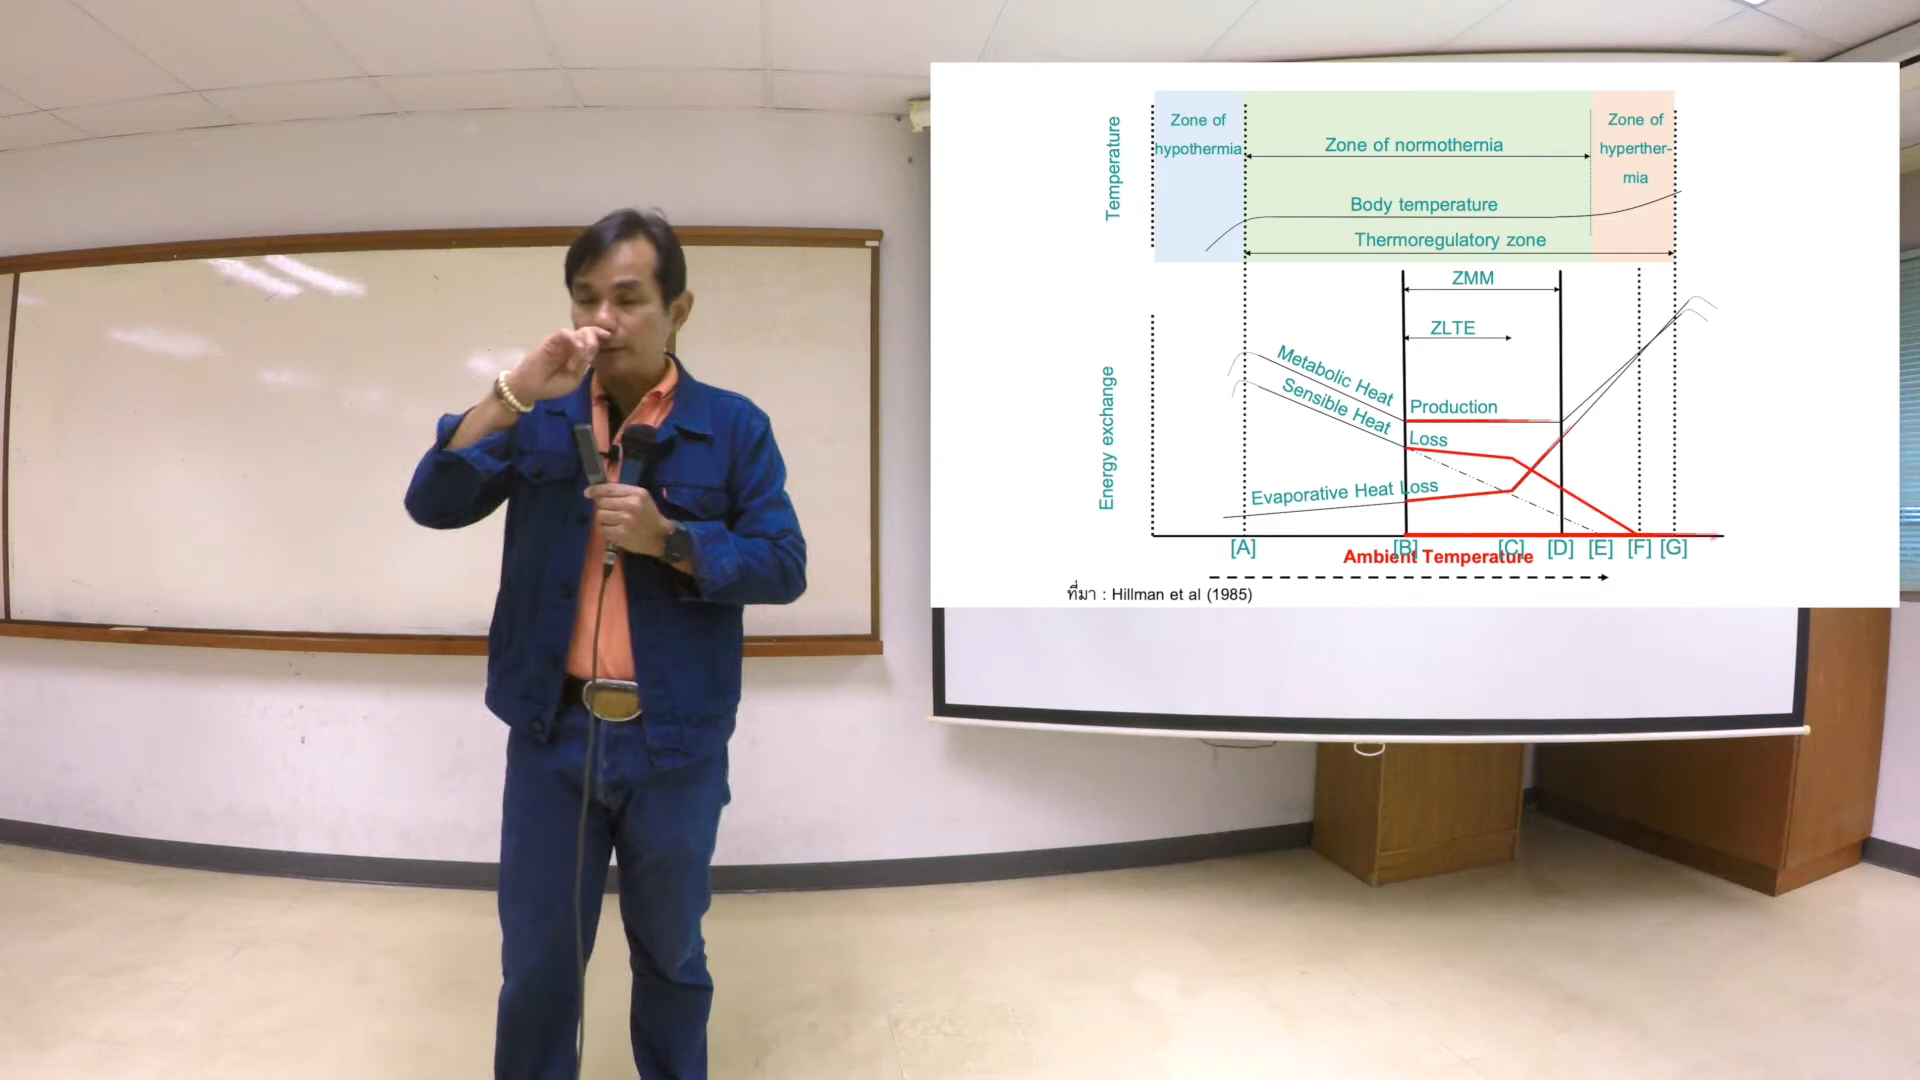 Temperature
Zone of
hypothermia
Zone of normothernia
Zone of
hyperther-
mia
Body temperature
Thermoregulatory zone
Energy exchange
ZMM
ZLTE
Metabolic Heat
Production
Sensible Heat
Loss
Evaporative Heat Loss
[A] [B] [C] [D] [E] [F] [G]
Ambient Temperature
ที่มา : Hillman et al (1985)